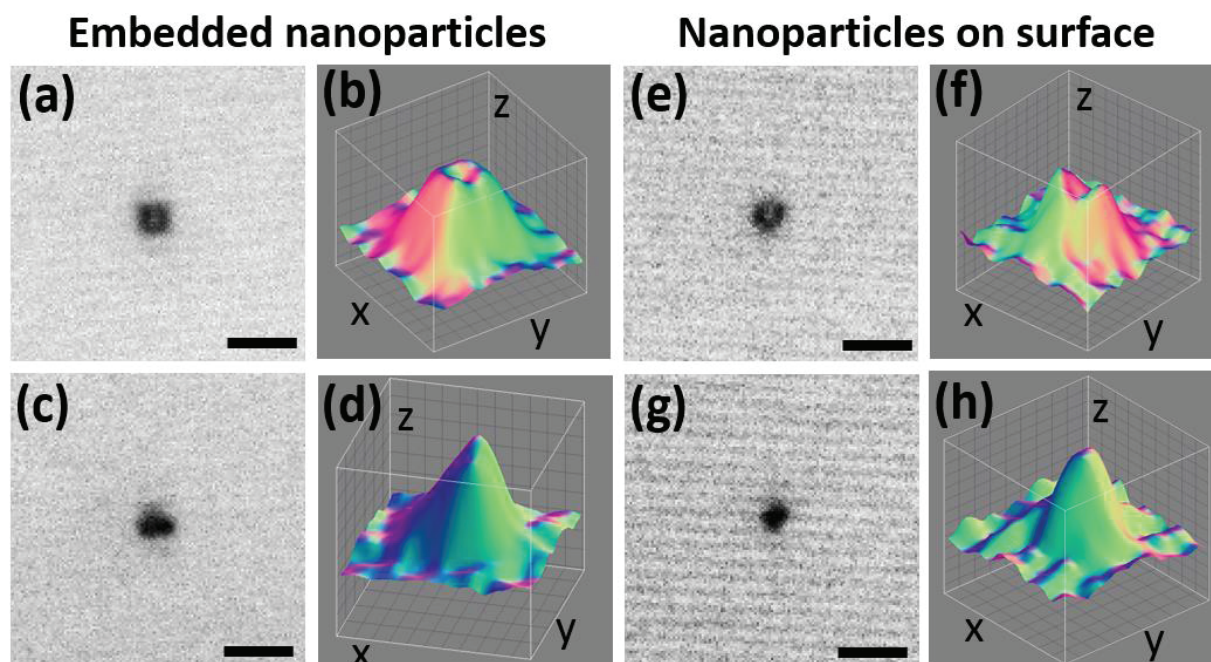 Embedded nanoparticles
Nanoparticles on surface
(a)
(b)
z
x
y
(e)
(f)
z
x
y
(c)
(d)
z
x
y
(g)
(h)
z
x
y